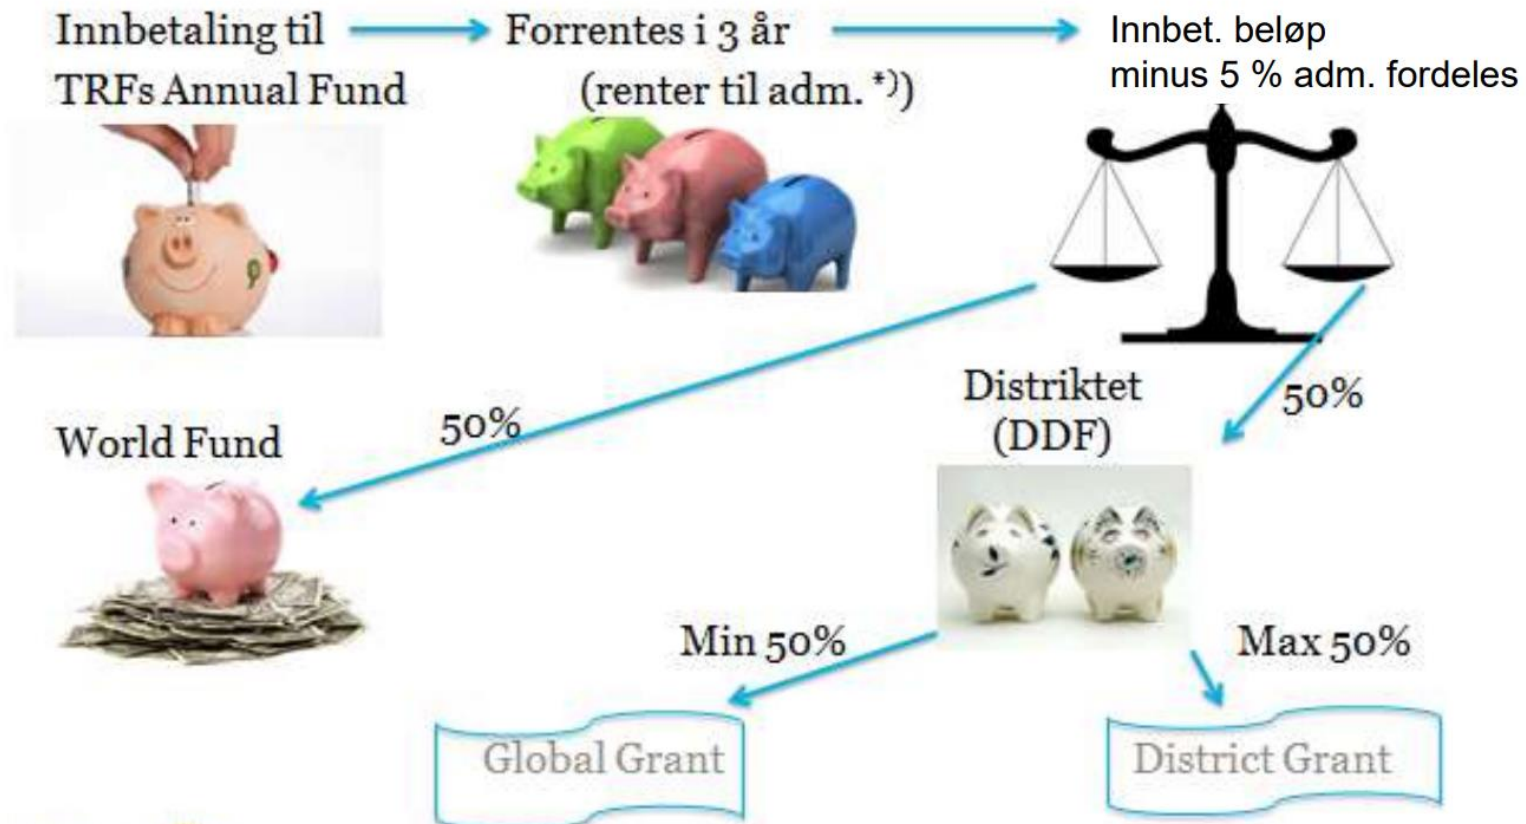 Innbetaling til
TRFs Annual Fund
Forrentes i 3 år
(renter til adm. *))
Innbet. beløp
minus 5 % adm. fordeles
World Fund
50%
Distriktet
(DDF)
50%
Min 50%
Max 50%
Global Grant
District Grant